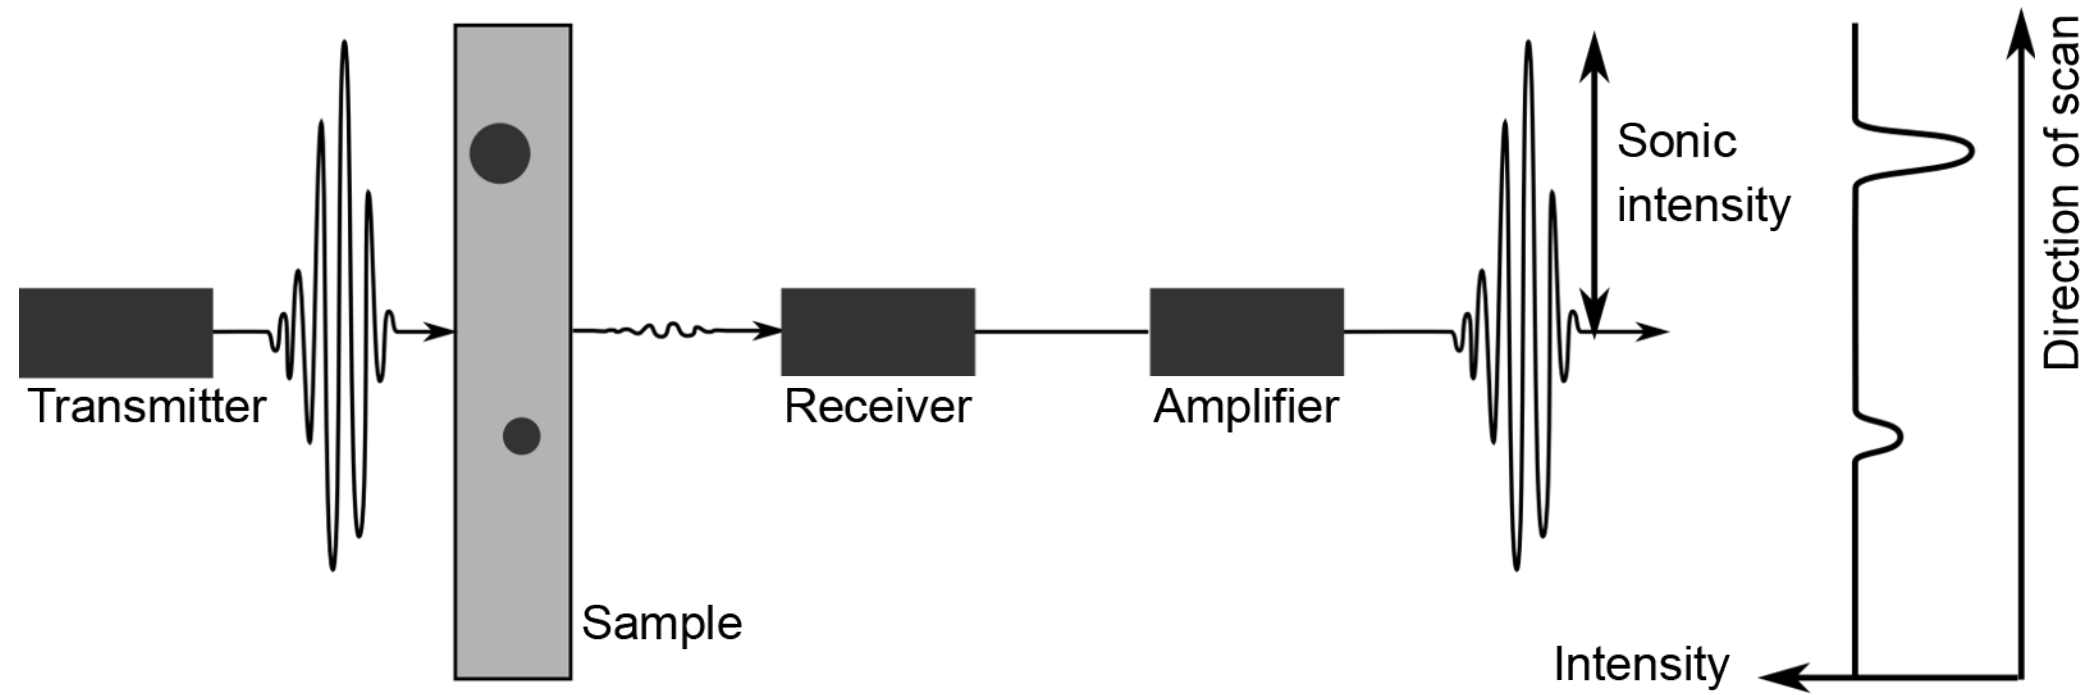 Transmitter
Sample
Receiver
Amplifier
Sonic
intensity
Intensity
Direction of scan